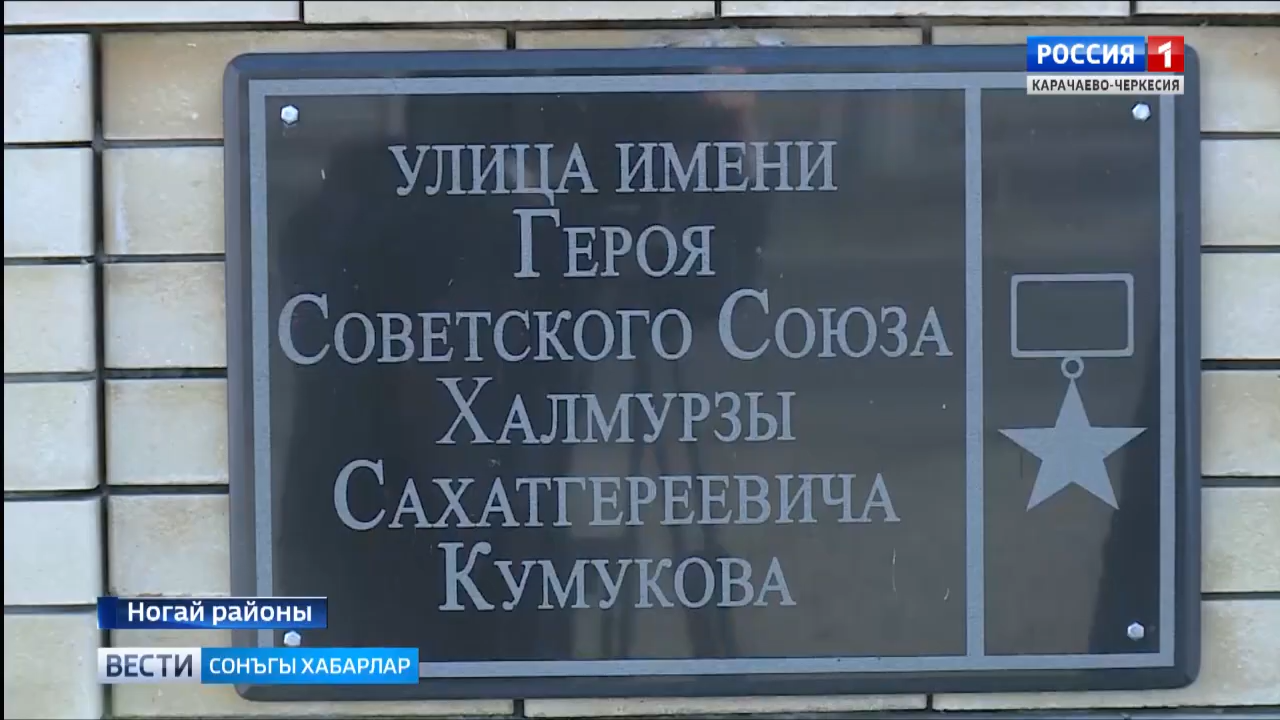 РОССИЯ 1
КАРАЧАЕВО-ЧЕРКЕСИЯ
УЛИЦА ИМЕНИ
ГЕРОЯ
СОВЕТСКОГО СОЮЗА
ХАЛМУРЗЫ
САХАТГЕРЕЕВИЧА
КУМУКОВА
Ногай районы
ВЕСТИ СОНЪГЫ ХАБАРЛАР